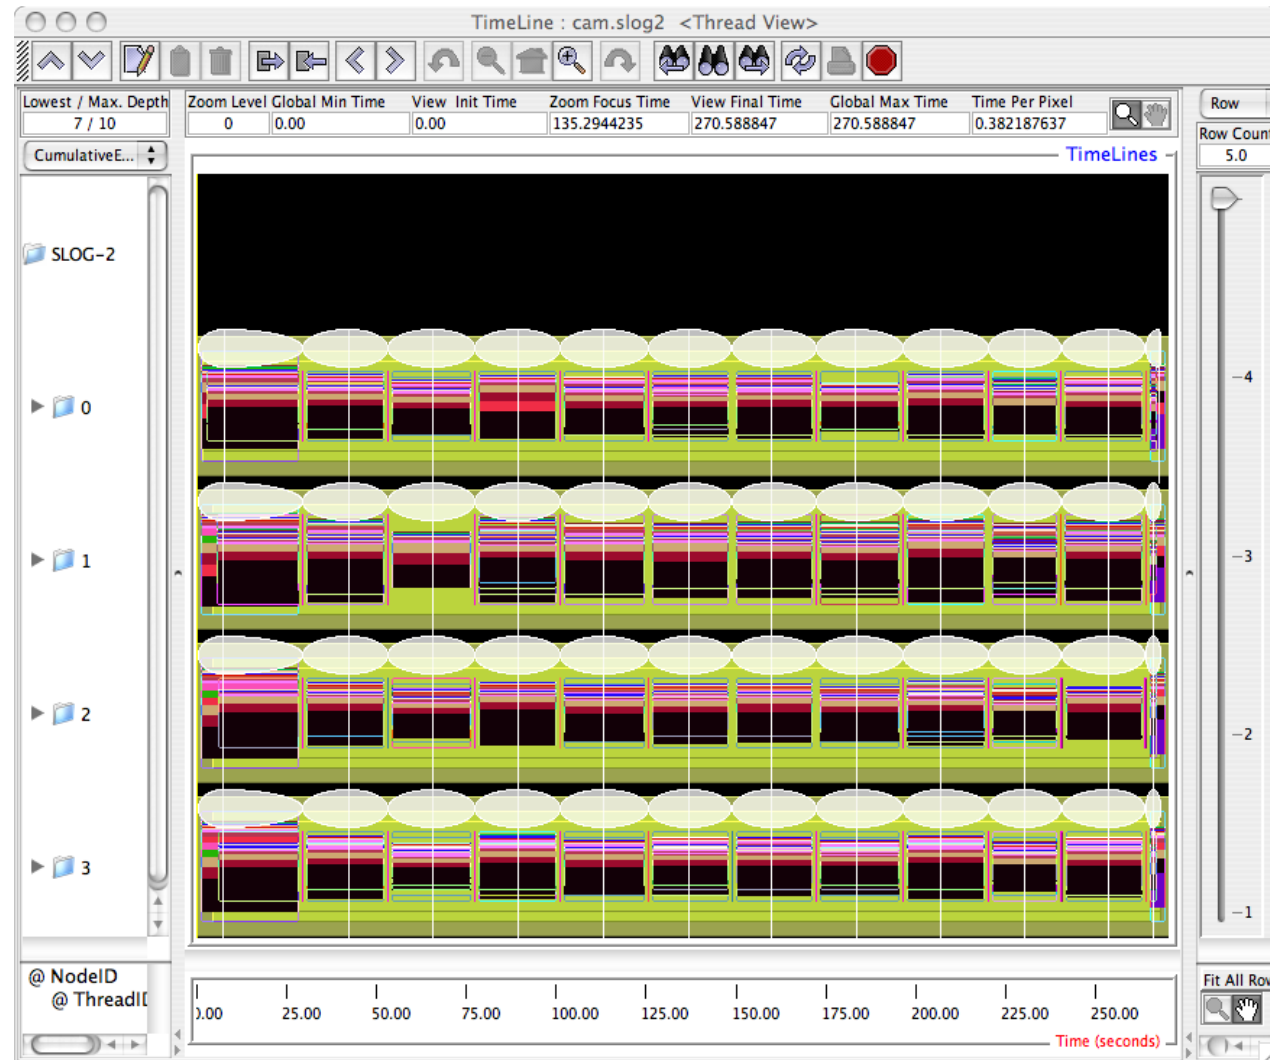 TimeLine : cam.slog2 <Thread View>
Lowest / Max. Depth
7 / 10
Zoom Level Global Min Time View Init Time Zoom Focus Time View Final Time Global Max Time Time Per Pixel
0 0.00 0.00 135.2944235 270.588847 270.588847 0.382187637
Row
Row Coun
5.0
CumulativeE...
TimeLines
SLOG-2
0
1
2
3
4
3
2
1
@ NodeID
@ ThreadI
0.00 25.00 50.00 75.00 100.00 125.00 150.00 175.00 200.00 225.00 250.00
Time (seconds)
Fit All Ro